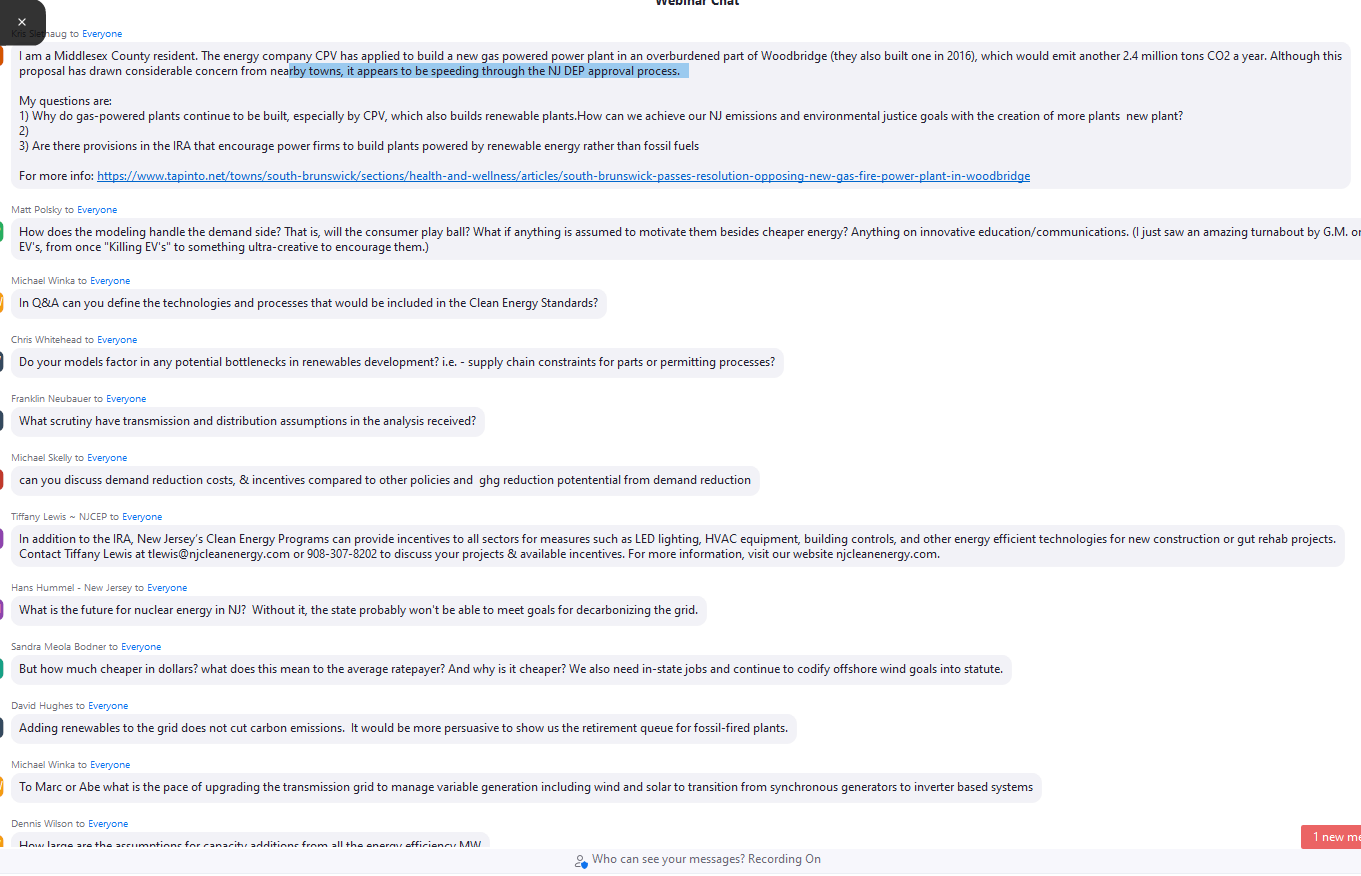 Webinar Chat
Everyone
I am a Middlesex County resident. The energy company CPV has applied to build a new gas powered power plant in an overburdened part of Woodbridge (they also built one in 2016), which would emit another 2.4 million tons CO2 a year. Although this
proposal has drawn considerable concern from nearby towns, it appears to be speeding through the NJ DEP approval process.
My questions are:
1) Why do gas-powered plants continue to be built, especially by CPV, which also builds renewable plants.How can we achieve our NJ emissions and environmental justice goals with the creation of more plants  new plant?
2)
3) Are there provisions in the IRA that encourage power firms to build plants powered by renewable energy rather than fossil fuels
For more info: https://www.tapinto.net/towns/south-brunswick/sections/health-and-wellness/articles/south-brunswick-passes-resolution-opposing-new-gas-fire-power-plant-in-woodbridge
Matt Polsky to Everyone
How does the modeling handle the demand side? That is, will the consumer play ball? What if anything is assumed to motivate them besides cheaper energy? Anything on innovative education/communications. (I just saw an amazing turnabout by G.M. or
EV's, from once "Killing EV's" to something ultra-creative to encourage them.)
Michael Winka to Everyone
In Q&A can you define the technologies and processes that would be included in the Clean Energy Standards?
Chris Whitehead to Everyone
Do your models factor in any potential bottlenecks in renewables development? i.e. - supply chain constraints for parts or permitting processes?
Franklin Neubauer to Everyone
What scrutiny have transmission and distribution assumptions in the analysis received?
Michael Skelly to Everyone
can you discuss demand reduction costs, & incentives compared to other policies and  ghg reduction potentential from demand reduction
Tiffany Lewis ~ NJCEP to Everyone
In addition to the IRA, New Jersey's Clean Energy Programs can provide incentives to all sectors for measures such as LED lighting, HVAC equipment, building controls, and other energy efficient technologies for new construction or gut rehab projects.
Contact Tiffany Lewis at tlewis@njcleanenergy.com or 908-307-8202 to discuss your projects & available incentives. For more information, visit our website njcleanenergy.com.
Hans Hummel - New Jersey to Everyone
What is the future for nuclear energy in NJ?  Without it, the state probably won't be able to meet goals for decarbonizing the grid.
Sandra Meola Bodner to Everyone
But how much cheaper in dollars? what does this mean to the average ratepayer? And why is it cheaper? We also need in-state jobs and continue to codify offshore wind goals into statute.
David Hughes to Everyone
Adding renewables to the grid does not cut carbon emissions.  It would be more persuasive to show us the retirement queue for fossil-fired plants.
Michael Winka to Everyone
To Marc or Abe what is the pace of upgrading the transmission grid to manage variable generation including wind and solar to transition from synchronous generators to inverter based systems
Dennis Wilson to Everyone
How large are the assumptions for capacity additions from all the energy efficiency MW
1 new me
Who can see your messages? Recording On